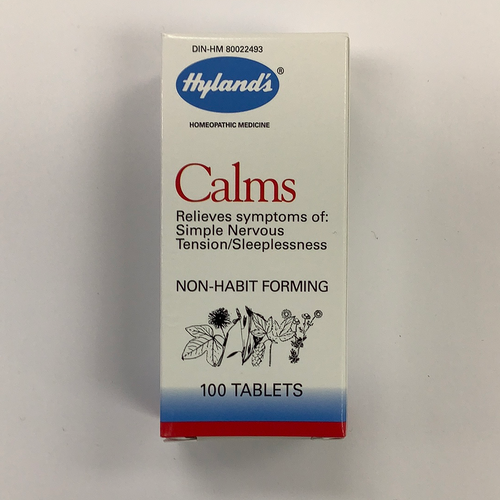 DIN-HM 80022493
Hyland's®
HOMEOPATHIC MEDICINE
Calms
Relieves symptoms of:
Simple Nervous
Tension/Sleeplessness
NON-HABIT FORMING
100 TABLETS